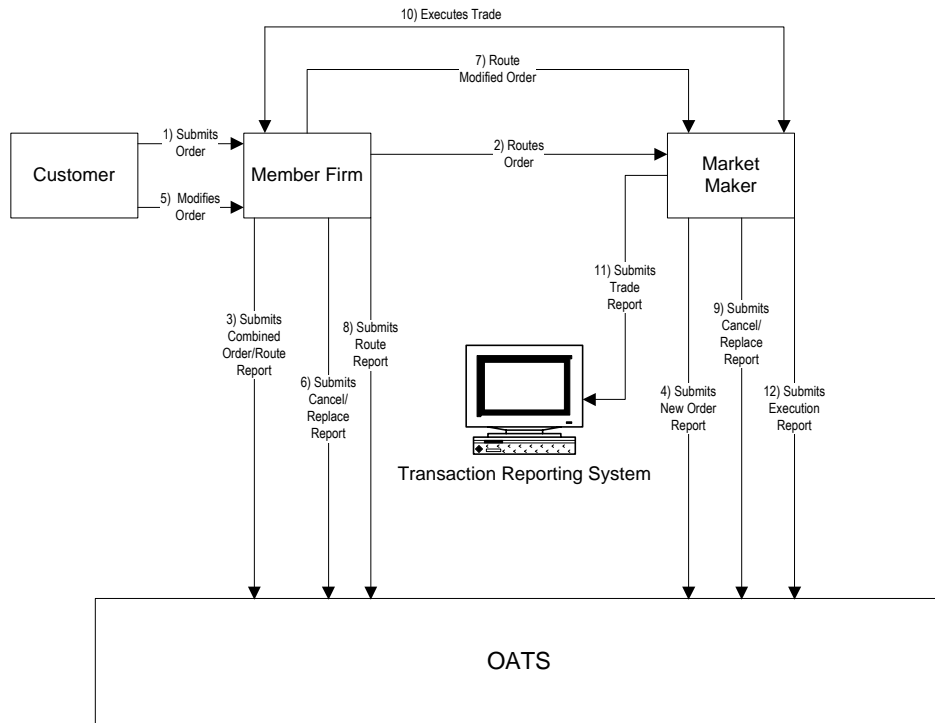 10) Executes Trade
7) Route
Modified Order
1) Submits
Order
2) Routes
Order
Customer
Member Firm
Market
Maker
5) Modifies
Order
11) Submits
Trade
Report
3) Submits
Combined
Order/Route
Report
8) Submits
Route
Report
9) Submits
Cancel/
Replace
Report
6) Submits
Cancel/
Replace
Report
4) Submits
New Order
Report
12) Submits
Execution
Report
Transaction Reporting System
OATS